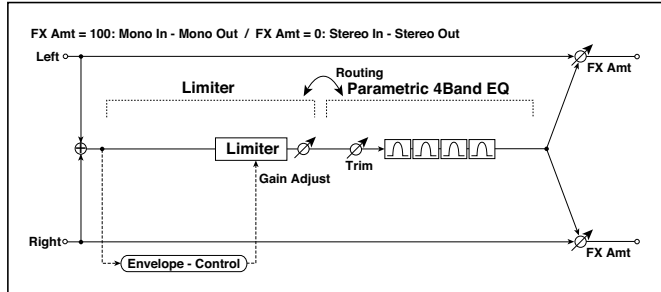 FX Amt = 100: Mono In - Mono Out / FX Amt = 0: Stereo In - Stereo Out
Left
FX Amt
Routing
Limiter
Parametric 4Band EQ
Limiter
Gain Adjust
Trim
Right
FX Amt
Envelope - Control